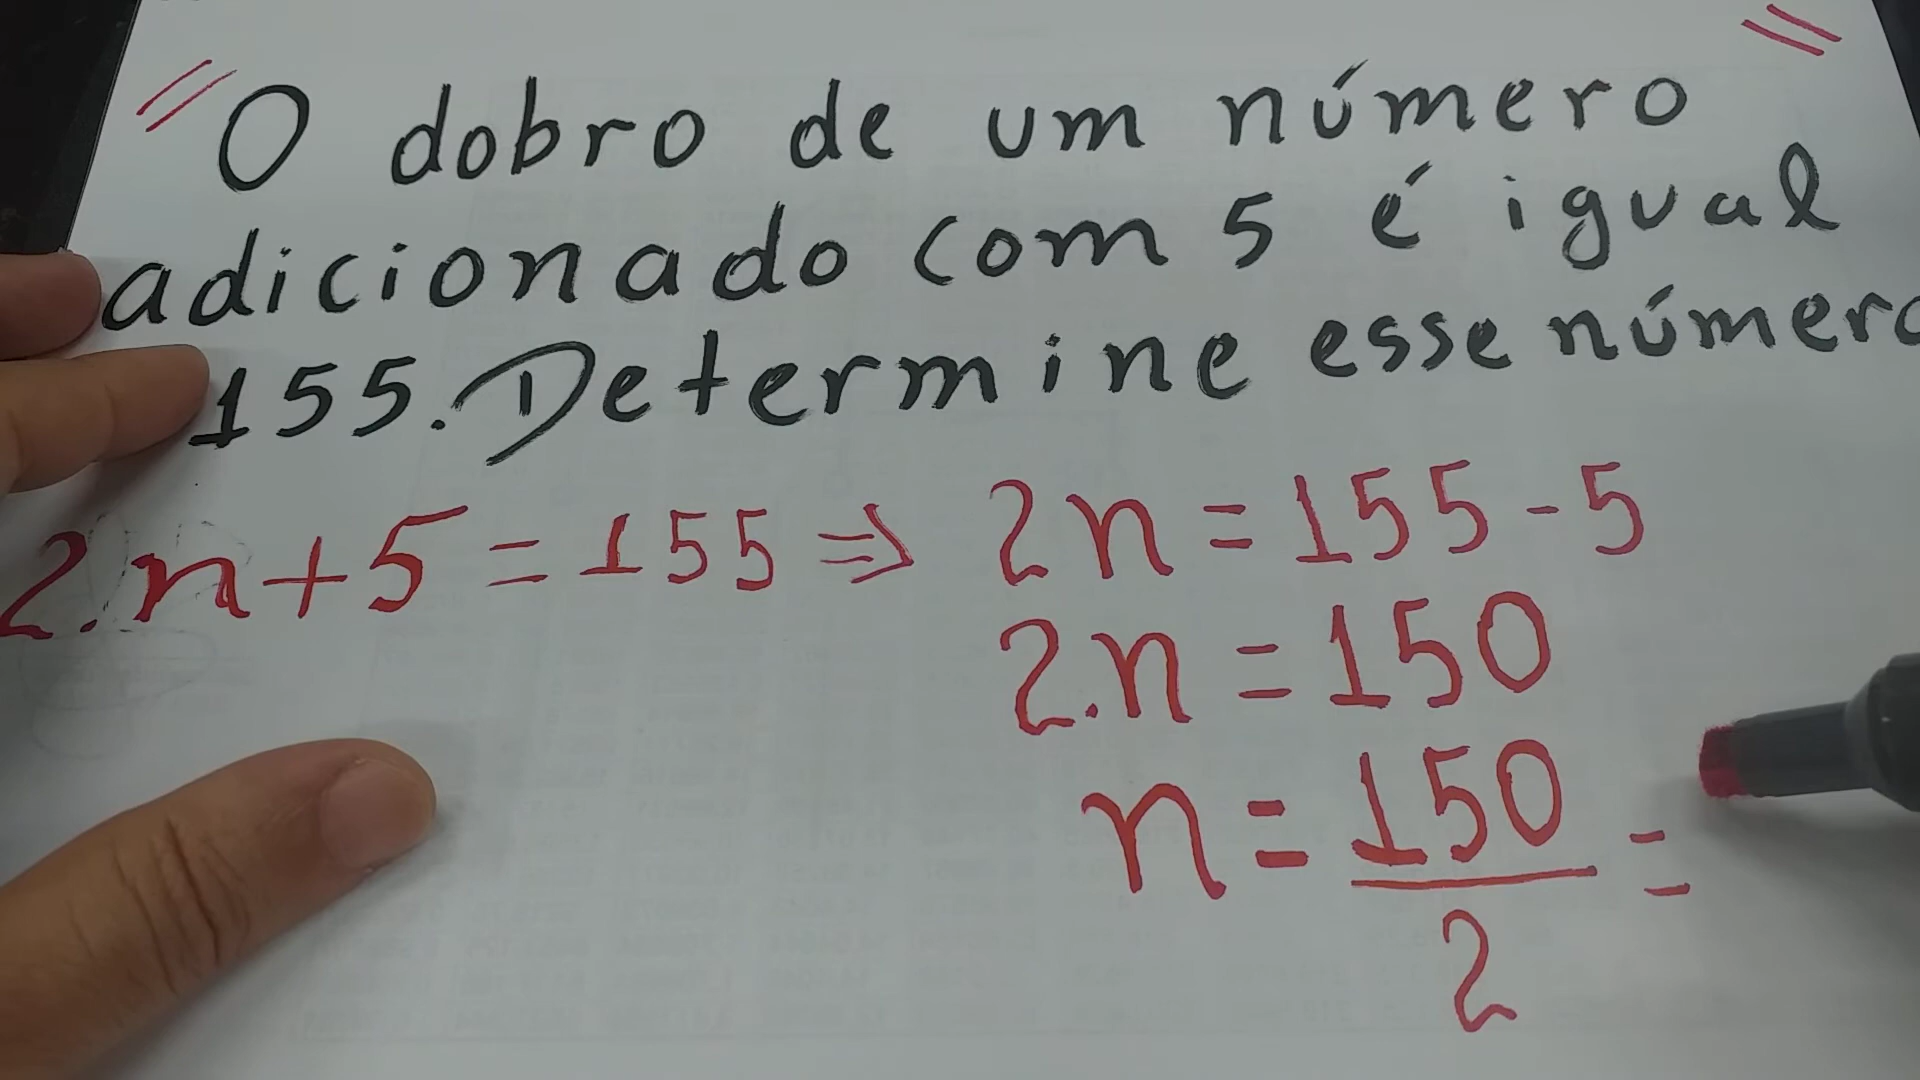 "O dobro de um número"
adicionado com 5 é igual
155. Determine esse número
2.n+5=155 ⇒ 2n=155-5
2.n=150
n=150/2=